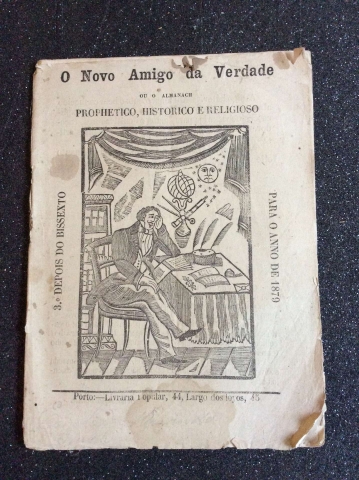 O Novo Amigo da Verdade
OU O ALMANACH
PROPHETICO, HISTORICO E RELIGIOSO
3.º DEPOIS DO BISSEXTO
PARA O ANNO DE 1879
Porto:—Livraria Popular, 44, Largo dos Loyos, 45